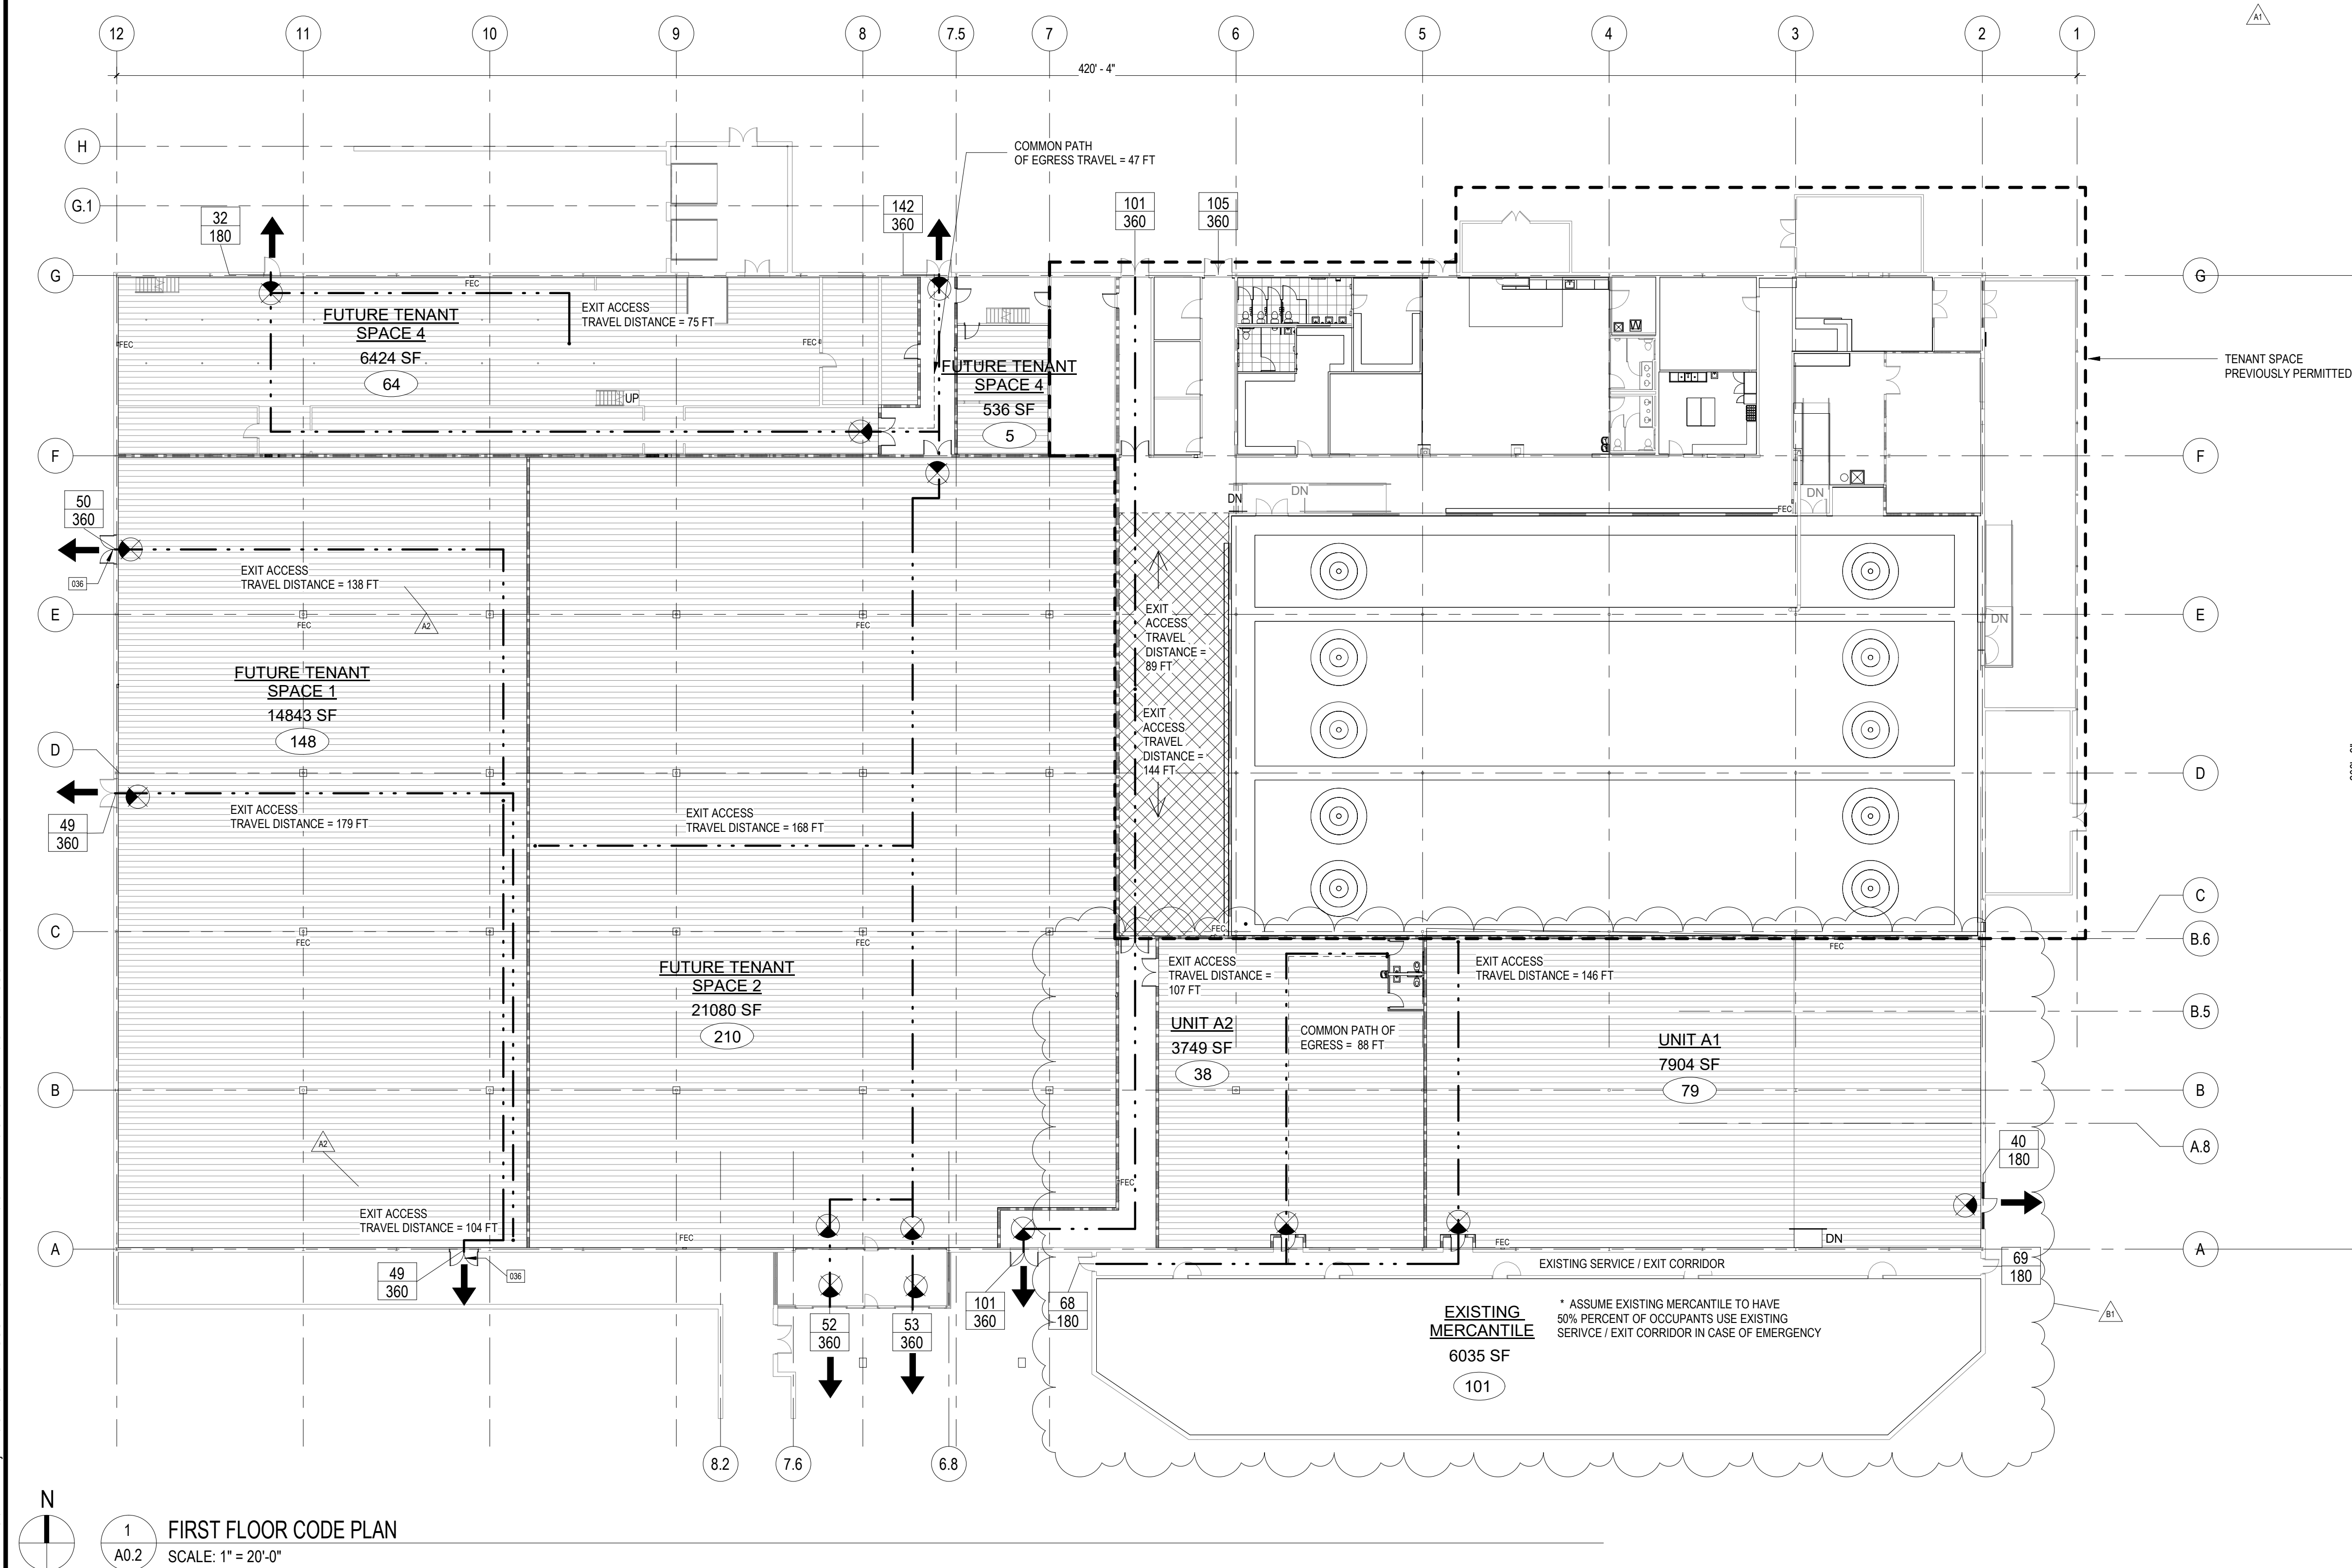 12
11
10
9
8
7.5
7
6
5
4
3
2
1
A1
420' - 4"
H
COMMON PATH
OF EGRESS TRAVEL = 47 FT
G.1
32
180
142
360
101
360
105
360
G
G
FEC
EXIT ACCESS
TRAVEL DISTANCE = 75 FT
FUTURE TENANT
SPACE 4
6424 SF
64
FEC
FEC
UP
FUTURE TENANT
SPACE 4
536 SF
5
TENANT SPACE
PREVIOUSLY PERMITTED
F
F
50
360
DN
DN
DN
FEC
036
EXIT ACCESS
TRAVEL DISTANCE = 138 FT
A2
E
FEC
FEC
EXIT
ACCESS
TRAVEL
DISTANCE =
89 FT
DN
E
FUTURE TENANT
SPACE 1
14843 SF
148
EXIT
ACCESS
TRAVEL
DISTANCE =
144 FT
D
D
49
360
EXIT ACCESS
TRAVEL DISTANCE = 179 FT
EXIT ACCESS
TRAVEL DISTANCE = 168 FT
C
C
FEC
FEC
FEC
FEC
B.6
FUTURE TENANT
SPACE 2
21080 SF
210
EXIT ACCESS
TRAVEL DISTANCE =
107 FT
EXIT ACCESS
TRAVEL DISTANCE = 146 FT
B.5
UNIT A2
3749 SF
38
COMMON PATH OF
EGRESS = 88 FT
UNIT A1
7904 SF
79
B
B
A2
A.8
40
180
FEC
EXIT ACCESS
TRAVEL DISTANCE = 104 FT
A
FEC
FEC
DN
A
49
360
036
EXISTING SERVICE / EXIT CORRIDOR
69
180
101
360
68
180
52
360
53
360
EXISTING
MERCANTILE
6035 SF
101
* ASSUME EXISTING MERCANTILE TO HAVE
50% PERCENT OF OCCUPANTS USE EXISTING
SERIVCE / EXIT CORRIDOR IN CASE OF EMERGENCY
B1
8.2
7.6
6.8
N
1
A0.2
FIRST FLOOR CODE PLAN
SCALE: 1" = 20'-0"